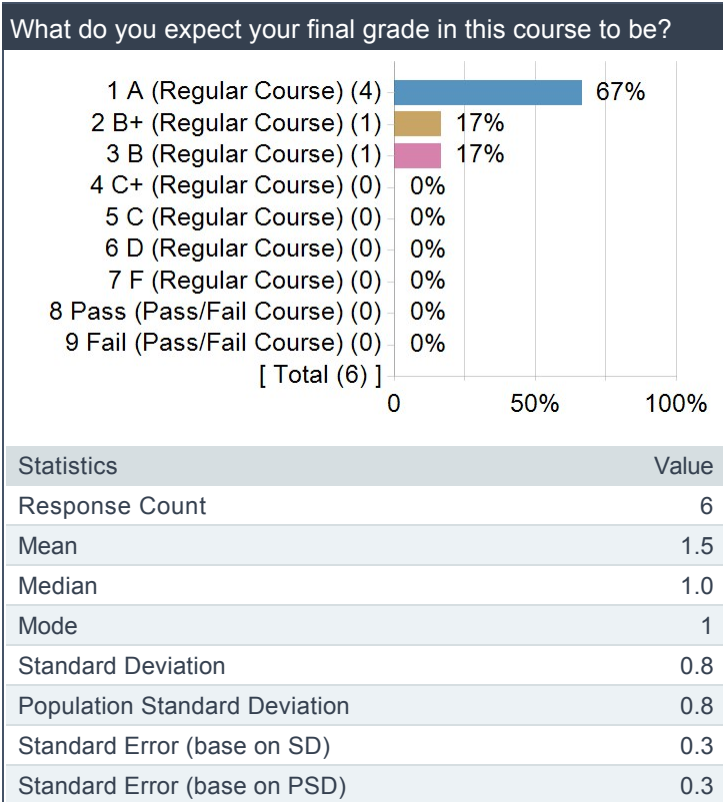 What do you expect your final grade in this course to be?
1 A (Regular Course) (4) 67%
2 B+ (Regular Course) (1) 17%
3 B (Regular Course) (1) 17%
4 C+ (Regular Course) (0) 0%
5 C (Regular Course) (0) 0%
6 D (Regular Course) (0) 0%
7 F (Regular Course) (0) 0%
8 Pass (Pass/Fail Course) (0) 0%
9 Fail (Pass/Fail Course) (0) 0%
[ Total (6) ]
0 50% 100%
Statistics Value
Response Count 6
Mean 1.5
Median 1.0
Mode 1
Standard Deviation 0.8
Population Standard Deviation 0.8
Standard Error (base on SD) 0.3
Standard Error (base on PSD) 0.3